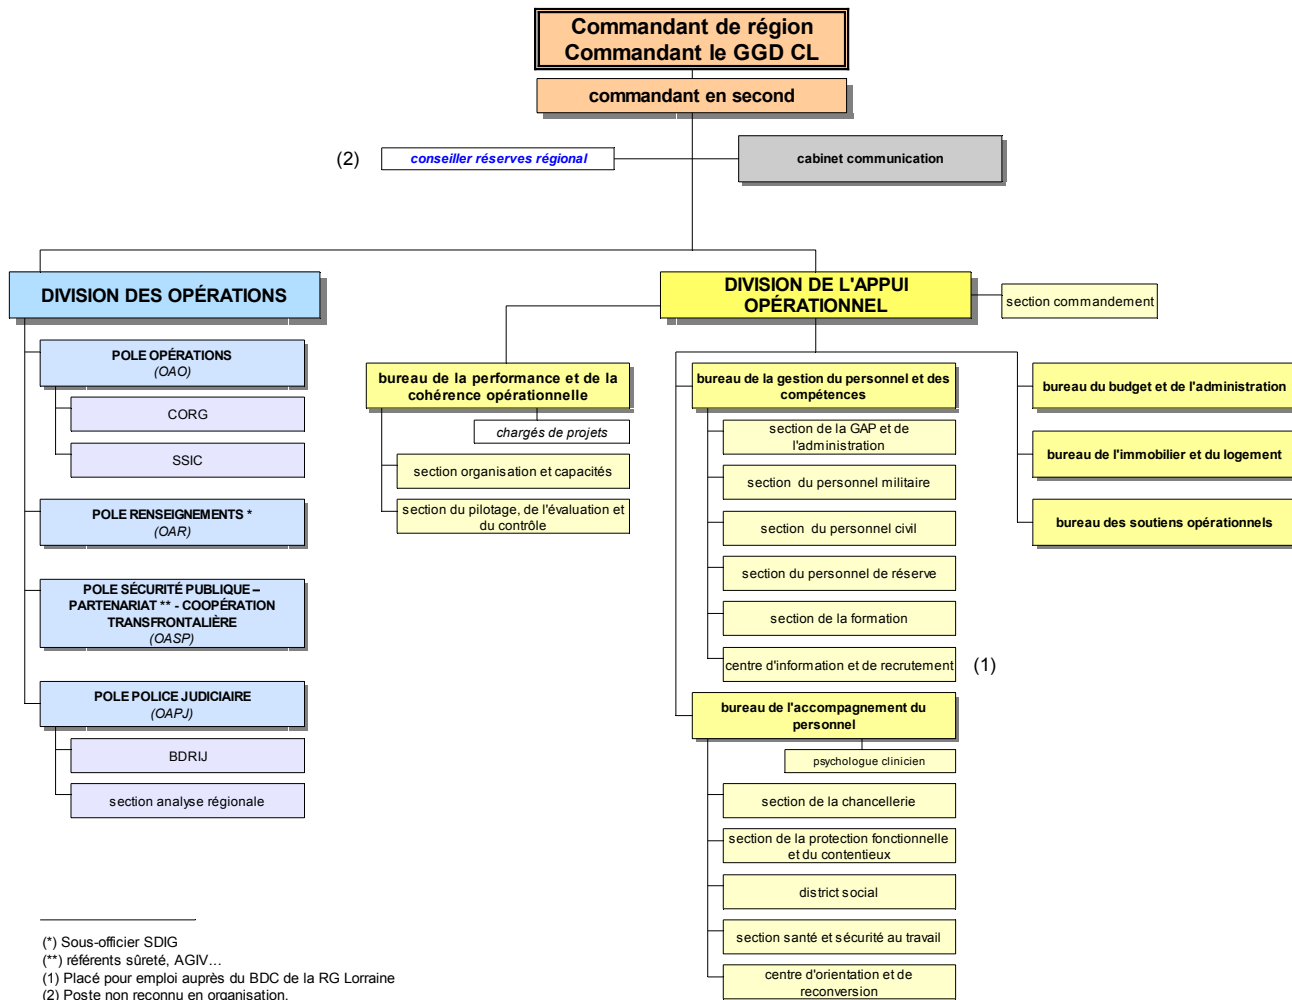 Commandant de région
Commandant le GGD CL
commandant en second
(2)
conseiller réserves régional
cabinet communication
DIVISION DES OPÉRATIONS
POLE OPÉRATIONS
(OAO)
CORG
SSIC
POLE RENSEIGNEMENTS *
(OAR)
POLE SÉCURITÉ PUBLIQUE –
PARTENARIAT ** - COOPÉRATION
TRANSFRONTALIÈRE
(OASP)
POLE POLICE JUDICIAIRE
(OAPJ)
BDRIJ
section analyse régionale
DIVISION DE L'APPUI
OPÉRATIONNEL
section commandement
bureau de la performance et de la
cohérence opérationnelle
chargés de projets
section organisation et capacités
section du pilotage, de l'évaluation et
du contrôle
bureau de la gestion du personnel et des
compétences
section de la GAP et de
l'administration
section du personnel militaire
section du personnel civil
section du personnel de réserve
section de la formation
centre d'information et de recrutement
(1)
bureau de l'accompagnement du
personnel
psychologue clinicien
section de la chancellerie
section de la protection fonctionnelle
et du contentieux
district social
section santé et sécurité au travail
centre d'orientation et de
reconversion
bureau du budget et de l'administration
bureau de l'immobilier et du logement
bureau des soutiens opérationnels
(*) Sous-officier SDIG
(**) référents sûreté, AGIV...
(1) Placé pour emploi auprès du BDC de la RG Lorraine
(2) Poste non reconnu en organisation.